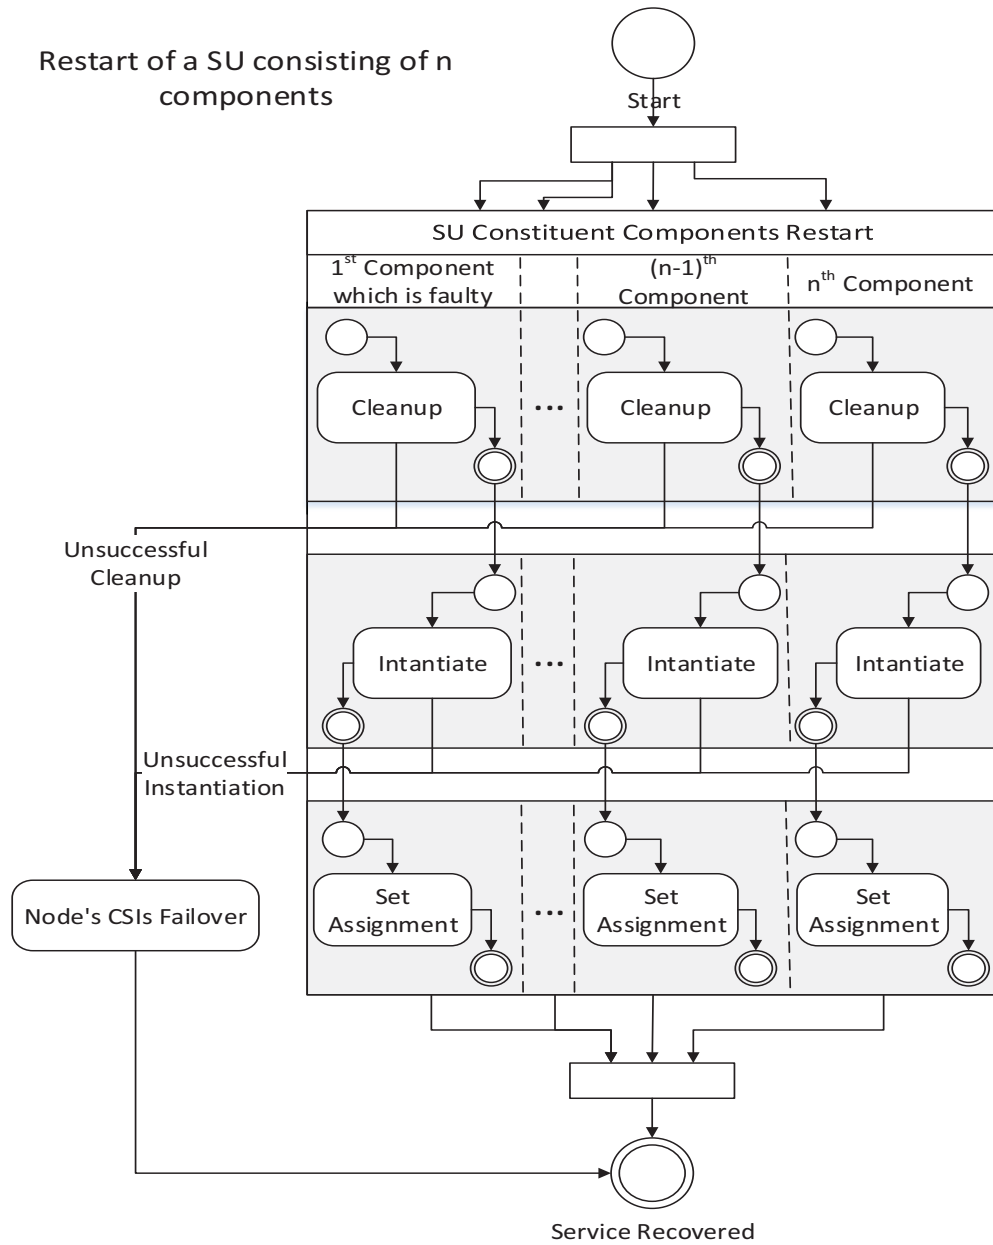 Restart of a SU consisting of n
components
Start
SU Constituent Components Restart
1st Component
which is faulty
(n-1)th
Component
nth Component
Cleanup
...
Cleanup
Cleanup
Unsuccessful
Cleanup
Intantiate
...
Intantiate
Intantiate
Unsuccessful
Instantiation
Set
Assignment
...
Set
Assignment
Set
Assignment
Node's CSIs Failover
Service Recovered